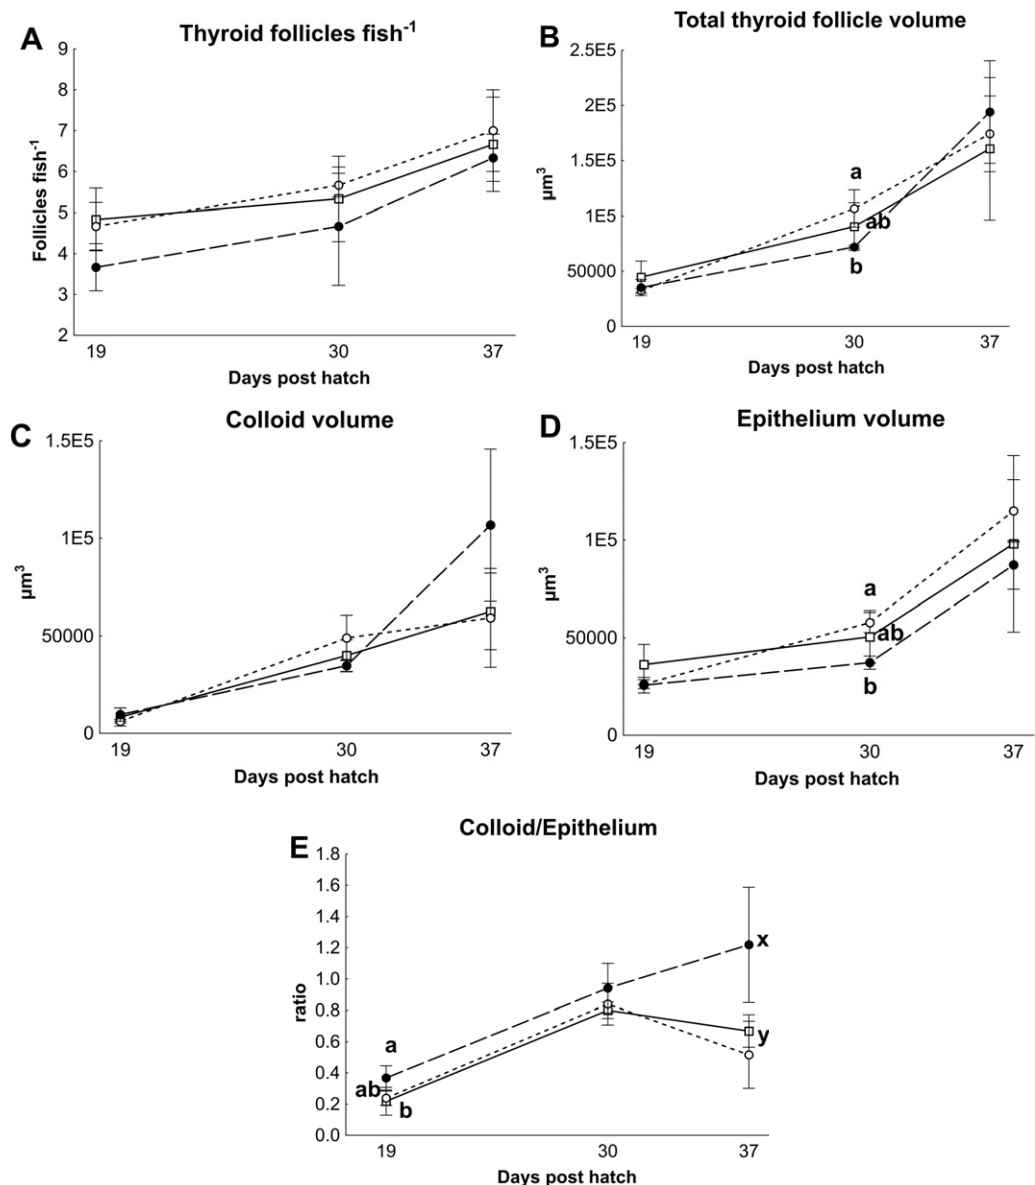 A
Thyroid follicles fish⁻¹
9
8
7
6
5
4
3
2
Follicles fish⁻¹
19
30
37
Days post hatch
B
Total thyroid follicle volume
2.5E5
2E5
1.5E5
1E5
50000
0
µm³
a
ab
b
19
30
37
Days post hatch
C
Colloid volume
1.5E5
1E5
50000
0
µm³
19
30
37
Days post hatch
D
Epithelium volume
1.5E5
1E5
50000
0
µm³
a
ab
b
19
30
37
Days post hatch
E
Colloid/Epithelium
1.8
1.6
1.4
1.2
1.0
0.8
0.6
0.4
0.2
0.0
ratio
a
ab
b
x
y
19
30
37
Days post hatch